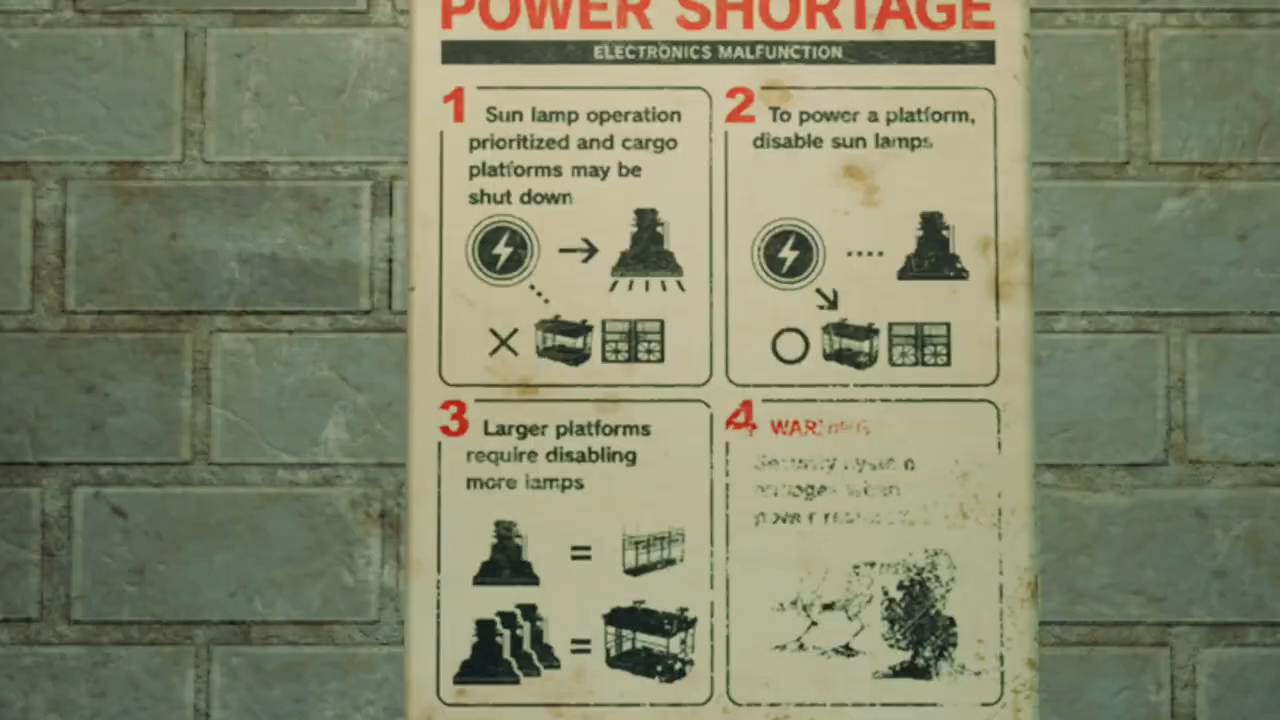 POWER SHORTAGE
ELECTRONICS MALFUNCTION
1 Sun lamp operation
prioritized and cargo
platforms may be
shut down
2 To power a platform,
disable sun lamps
3 Larger platforms
require disabling
more lamps
4